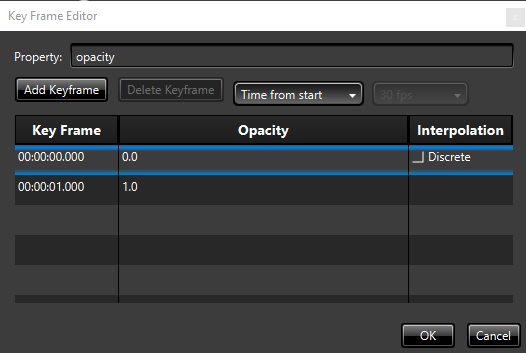 Key Frame Editor
Property: opacity
Add Keyframe Delete Keyframe Time from start 30 fps
Key Frame Opacity Interpolation
00:00:00.000 0.0 Discrete
00:00:01.000 1.0
OK Cancel